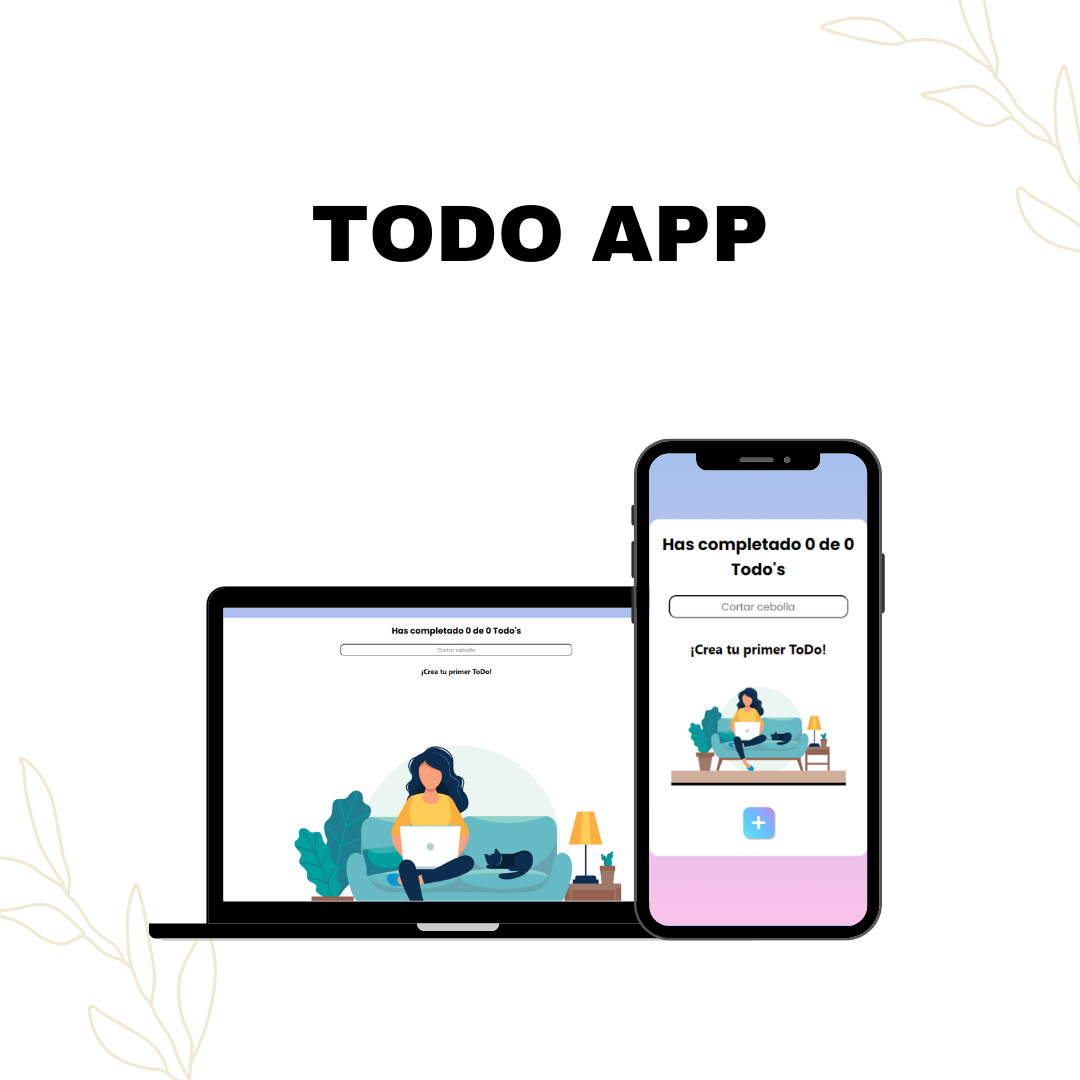 TODO APP
Has completado 0 de 0 Todo's
Cortar cebolla
¡Crea tu primer ToDo!
Has completado 0 de 0
Todo's
Cortar cebolla
¡Crea tu primer ToDo!
+